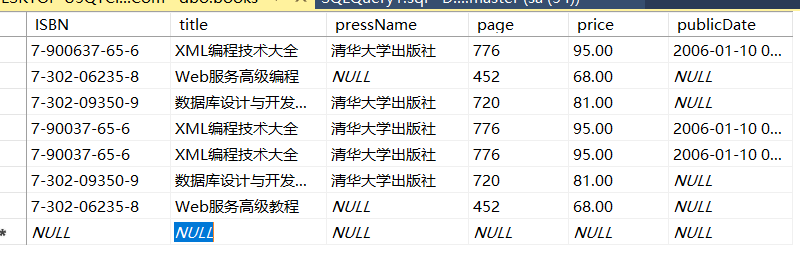 dbo.books
ISBN title pressName page price publicDate
7-900637-65-6 XML编程技术大全 清华大学出版社 776 95.00 2006-01-10 0...
7-302-06235-8 Web服务高级编程 NULL 452 68.00 NULL
7-302-09350-9 数据库设计与开发... 清华大学出版社 720 81.00 NULL
7-90037-65-6 XML编程技术大全 清华大学出版社 776 95.00 2006-01-10 0...
7-90037-65-6 XML编程技术大全 清华大学出版社 776 95.00 2006-01-10 0...
7-302-09350-9 数据库设计与开发... 清华大学出版社 720 81.00 NULL
7-302-06235-8 Web服务高级教程 NULL 452 68.00 NULL
* NULL NULL NULL NULL NULL NULL